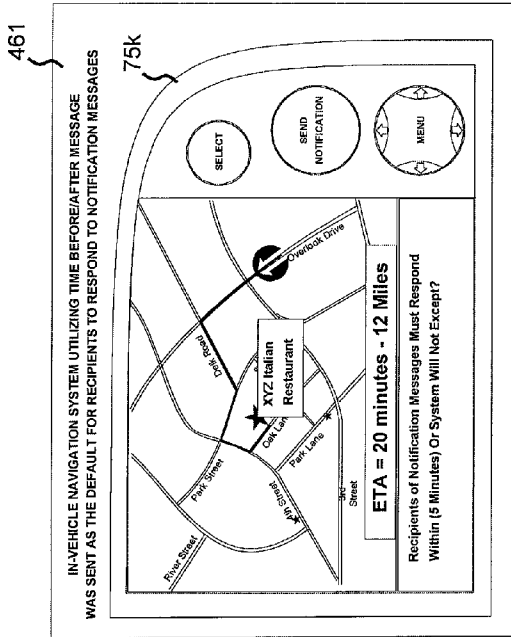 461
IN-VEHICLE NAVIGATION SYSTEM UTILIZING TIME BEFORE/AFTER MESSAGE
WAS SENT AS THE DEFAULT FOR RECIPIENTS TO RESPOND TO NOTIFICATION MESSAGES
75k
River Street
Park Street
Delk Road
Overlook Drive
XYZ Italian
Restaurant
Oak Lane
Park Lane
4th Street
3rd
Street
SELECT
SEND
NOTIFICATION
MENU
ETA = 20 minutes - 12 Miles
Recipients of Notification Messages Must Respond
Within (5 Minutes) Or System Will Not Except?